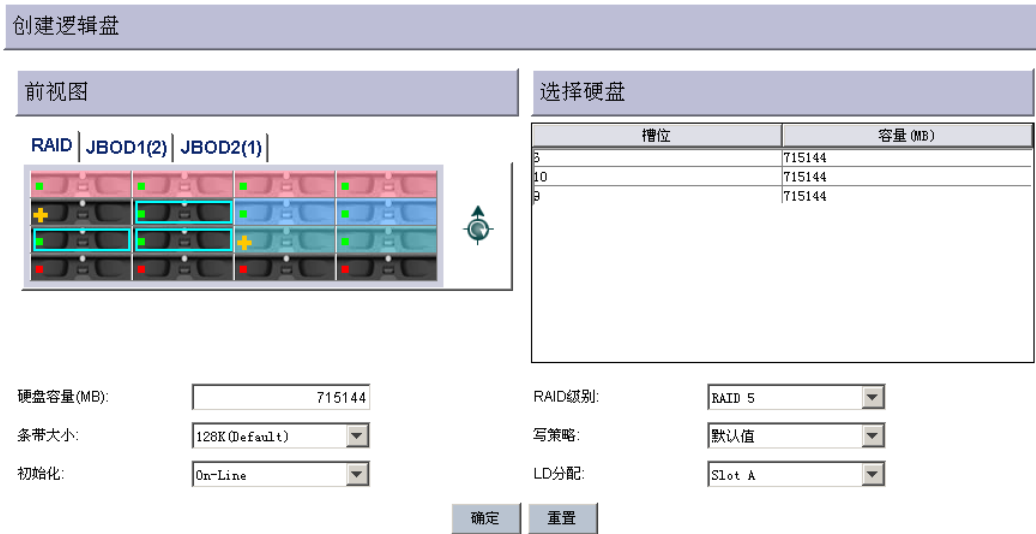 创建逻辑盘
前视图
RAID JBOD1(2) JBOD2(1)
选择硬盘
槽位 容量(MB)
6 715144
10 715144
9 715144
硬盘容量(MB): 715144
RAID级别: RAID 5
条带大小: 128K(Default)
写策略: 默认值
初始化: On-Line
LD分配: Slot A
确定 重置